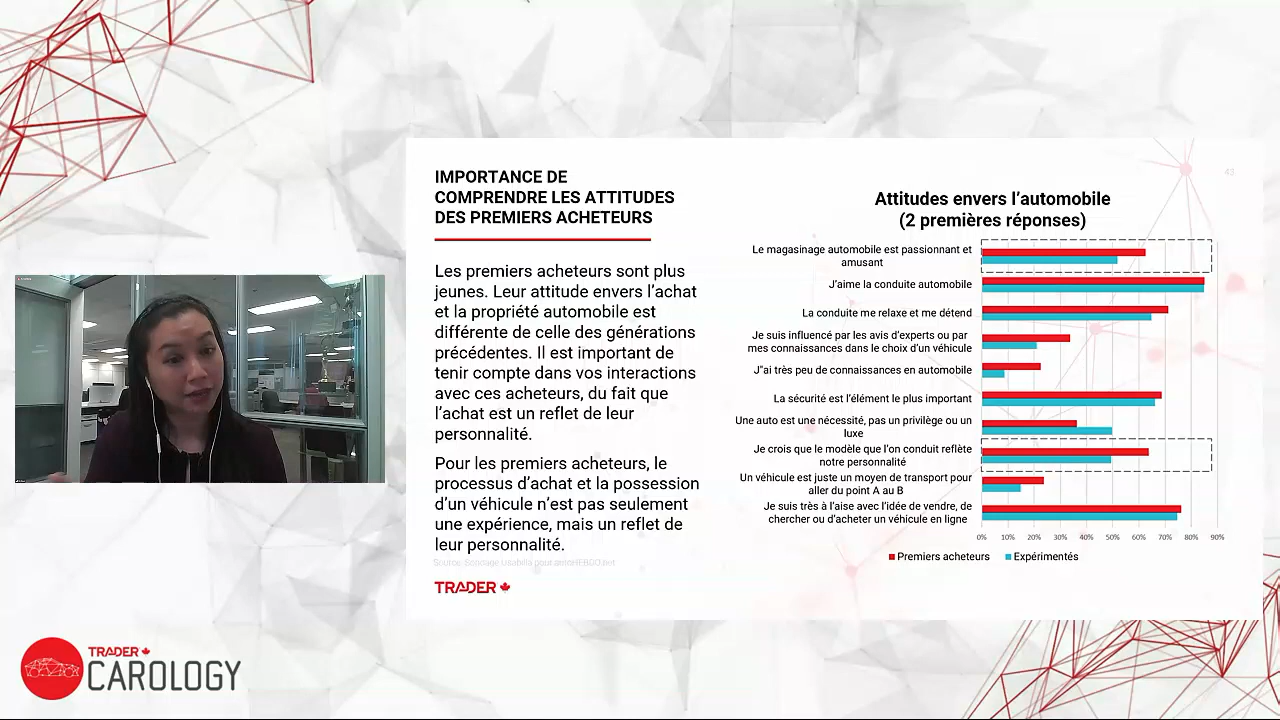 IMPORTANCE DE
COMPRENDRE LES ATTITUDES
DES PREMIERS ACHETEURS
Les premiers acheteurs sont plus
jeunes. Leur attitude envers l'achat
et la propriété automobile est
différente de celle des générations
précédentes. Il est important de
tenir compte dans vos interactions
avec ces acheteurs, du fait que
l'achat est un reflet de leur
personnalité.
Pour les premiers acheteurs, le
processus d'achat et la possession
d'un véhicule n'est pas seulement
une expérience, mais un reflet de
leur personnalité.
Source: Sondage Usabilla pour autoHEBDO.net
TRADER
43
Attitudes envers l'automobile
(2 premières réponses)
Le magasinage automobile est passionnant et
amusant
J'aime la conduite automobile
La conduite me relaxe et me détend
Je suis influencé par les avis d'experts ou par
mes connaissances dans le choix d'un véhicule
J"ai très peu de connaissances en automobile
La sécurité est l'élément le plus important
Une auto est une nécessité, pas un privilège ou un
luxe
Je crois que le modèle que l'on conduit reflète
notre personnalité
Un véhicule est juste un moyen de transport pour
aller du point A au B
Je suis très à l'aise avec l'idée de vendre, de
chercher ou d'acheter un véhicule en ligne
0% 10% 20% 30% 40% 50% 60% 70% 80% 90%
Premiers acheteurs Expérimentés
TRADER
CAROLOGY